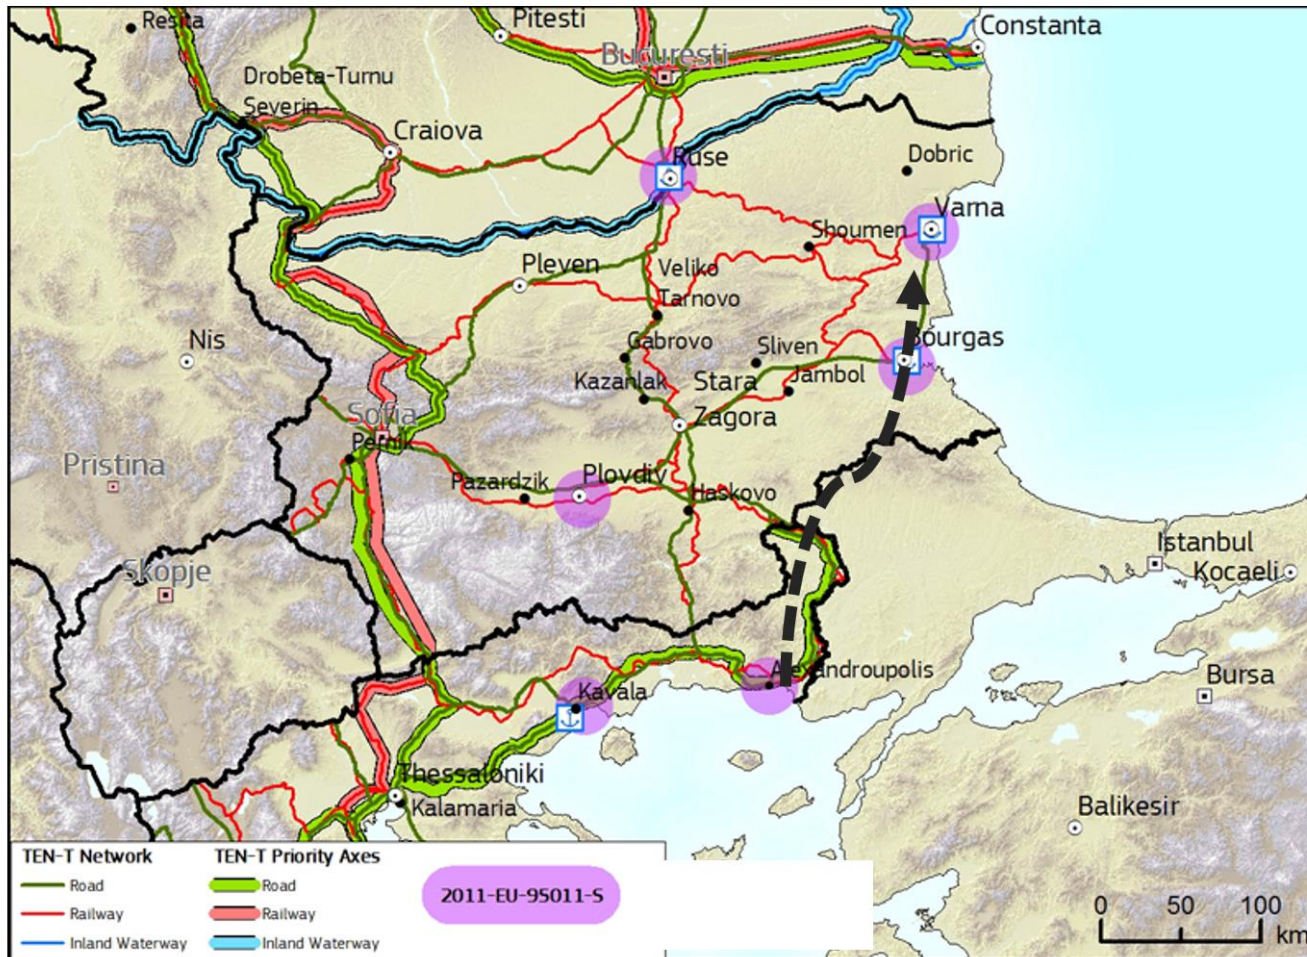 Resita
Pitesti
Constanta
Bucuresti
Drobeta-Turnu
Severin
Craiova
Ruse
Dobric
Varna
Shoumen
Pleven
Veliko
Tarnovo
Nis
Gabrovo
Sliven
Bourgas
Kazanlak
Stara
Zagora
Jambol
Sofia
Pernik
Pristina
Pazardzik
Plovdiv
Haskovo
Istanbul
Kocaeli
Skopje
Alexandroupolis
Bursa
Kavala
Thessaloniki
Kalamaria
Balikesir
TEN-T Network
Road
Railway
Inland Waterway
TEN-T Priority Axes
Road
Railway
Inland Waterway
2011-EU-95011-S
0 50 100
km